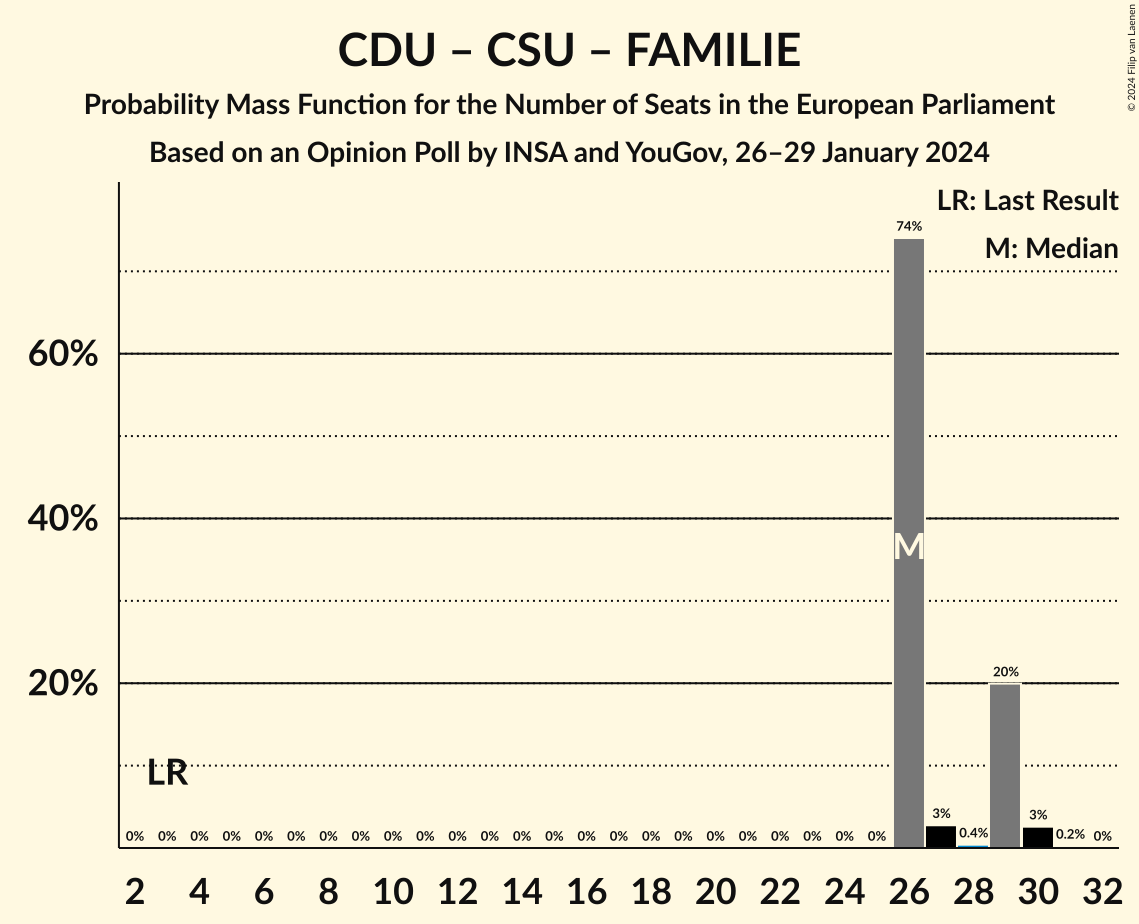 CDU – CSU – FAMILIE
Probability Mass Function for the Number of Seats in the European Parliament
Based on an Opinion Poll by INSA and YouGov, 26–29 January 2024
© 2024 Filip van Laenen
LR: Last Result
M: Median
74%
60%
40%
M
20%
20%
LR
0% 0% 0% 0% 0% 0% 0% 0% 0% 0% 0% 0% 0% 0% 0% 0% 0% 0% 0% 0% 0% 0% 0% 0% 3% 0.4% 3% 0.2% 0%
2 4 6 8 10 12 14 16 18 20 22 24 26 28 30 32